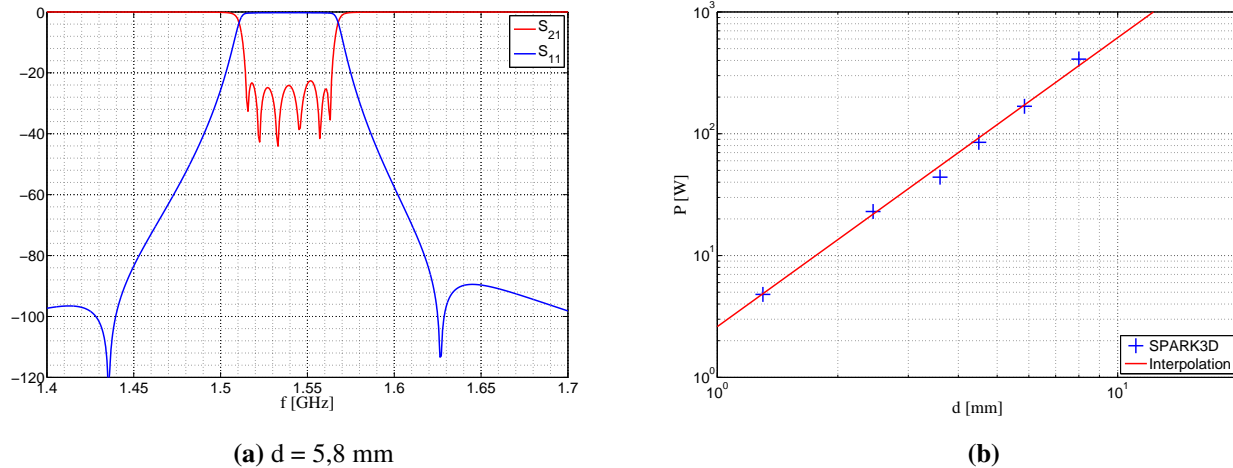 0
−20
−40
−60
−80
−100
−120
1.4 1.45 1.5 1.55 1.6 1.65 1.7
f [GHz]
S21
S11
(a) d = 5,8 mm
10^3
10^2
10^1
10^0
P [W]
10^0 10^1
d [mm]
SPARK3D
Interpolation
(b)